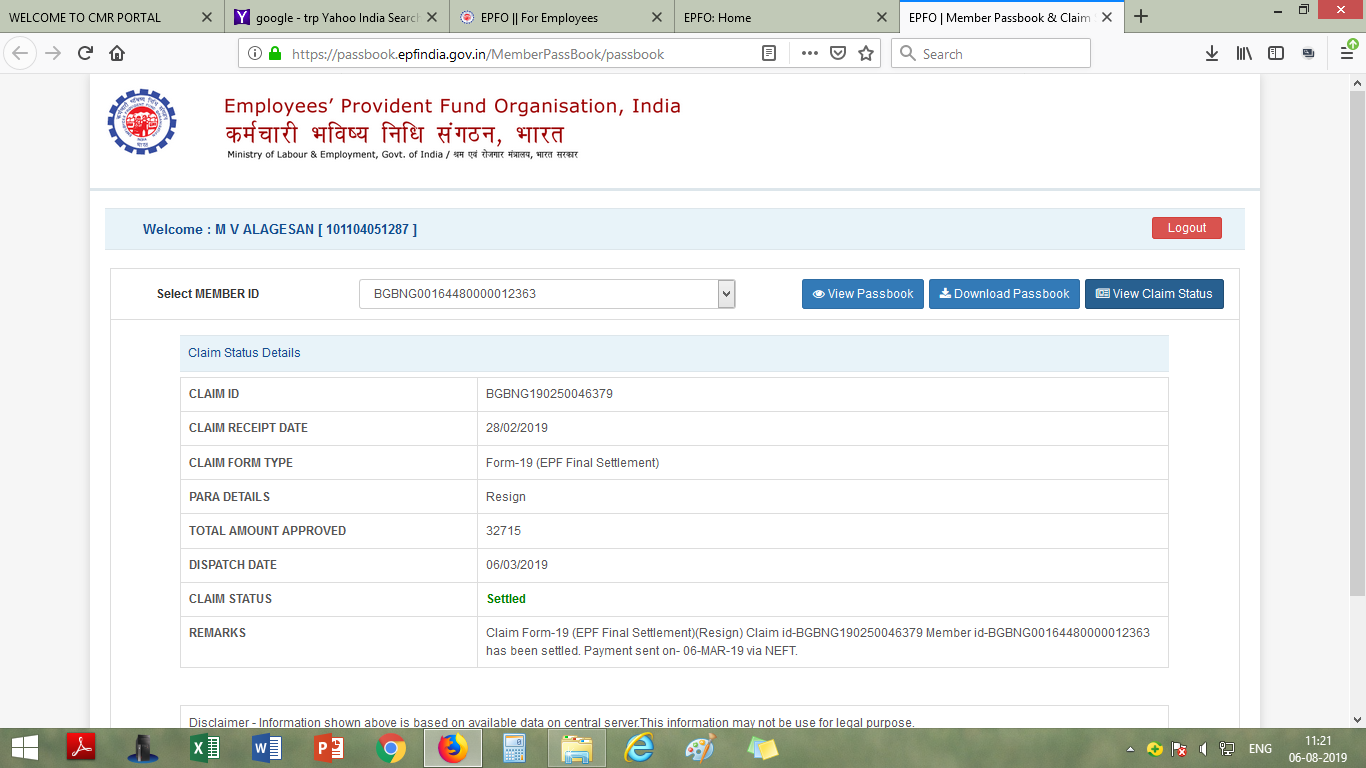 WELCOME TO CMR PORTAL
google - trp Yahoo India Searc
EPFO || For Employees
EPFO: Home
EPFO | Member Passbook & Claim
https://passbook.epfindia.gov.in/MemberPassBook/passbook
Search
Employees' Provident Fund Organisation, India
कर्मचारी भविष्य निधि संगठन, भारत
Ministry of Labour & Employment, Govt. of India / श्रम एवं रोजगार मंत्रालय, भारत सरकार
Welcome : M V ALAGESAN [ 101104051287 ]
Logout
Select MEMBER ID
BGBNG00164480000012363
View Passbook
Download Passbook
View Claim Status
Claim Status Details
CLAIM ID BGBNG190250046379
CLAIM RECEIPT DATE 28/02/2019
CLAIM FORM TYPE Form-19 (EPF Final Settlement)
PARA DETAILS Resign
TOTAL AMOUNT APPROVED 32715
DISPATCH DATE 06/03/2019
CLAIM STATUS Settled
REMARKS Claim Form-19 (EPF Final Settlement)(Resign) Claim id-BGBNG190250046379 Member id-BGBNG00164480000012363
has been settled. Payment sent on- 06-MAR-19 via NEFT.
Disclaimer - Information shown above is based on available data on central server.This information may not be use for legal purpose.
ENG
11:21
06-08-2019